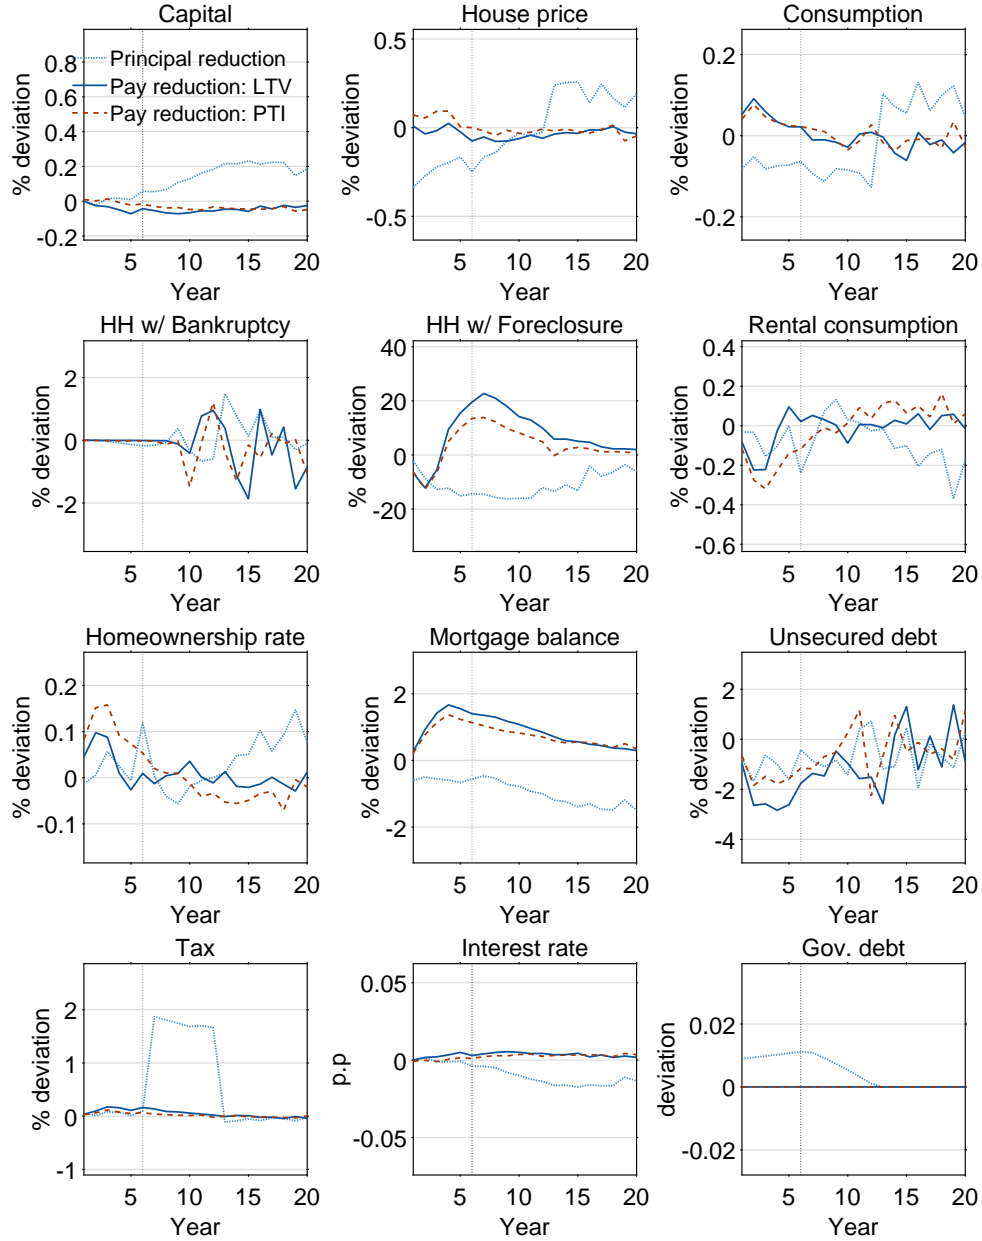 Capital
House price
Consumption
% deviation
0.8
0.6
0.4
0.2
0
-0.2
Principal reduction
Pay reduction: LTV
Pay reduction: PTI
5 10 15 20
Year
% deviation
0.5
0
-0.5
5 10 15 20
Year
% deviation
0.2
0
-0.2
5 10 15 20
Year
HH w/ Bankruptcy
HH w/ Foreclosure
Rental consumption
% deviation
2
0
-2
5 10 15 20
Year
% deviation
40
20
0
-20
5 10 15 20
Year
% deviation
0.4
0.2
0
-0.2
-0.4
-0.6
5 10 15 20
Year
Homeownership rate
Mortgage balance
Unsecured debt
% deviation
0.2
0.1
0
-0.1
5 10 15 20
Year
% deviation
2
0
-2
5 10 15 20
Year
% deviation
2
0
-2
-4
5 10 15 20
Year
Tax
Interest rate
Gov. debt
% deviation
2
1
0
-1
5 10 15 20
Year
p.p
0.05
0
-0.05
5 10 15 20
Year
deviation
0.02
0
-0.02
5 10 15 20
Year